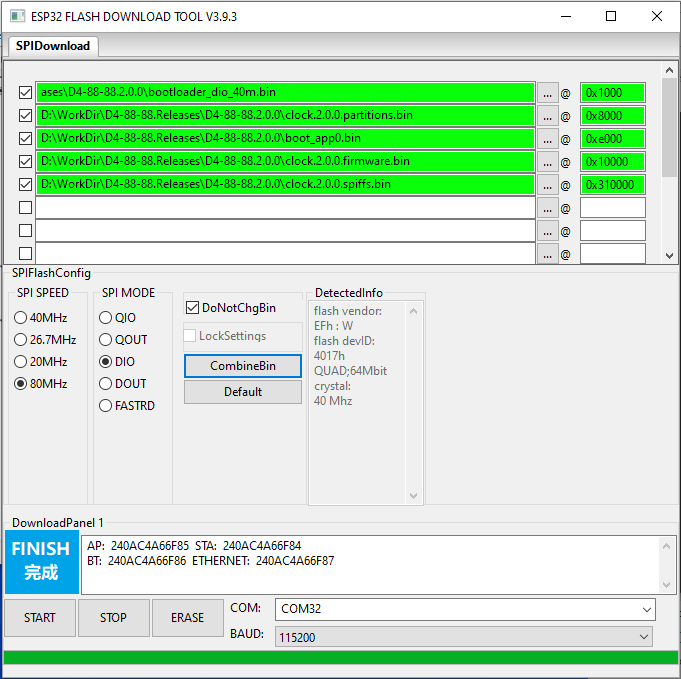 ESP32 FLASH DOWNLOAD TOOL V3.9.3
SPIDownload
ases\D4-88-88.2.0.0\bootloader_dio_40m.bin ... @ 0x1000
D:\WorkDir\D4-88-88.Releases\D4-88-88.2.0.0\clock.2.0.0.partitions.bin ... @ 0x8000
D:\WorkDir\D4-88-88.Releases\D4-88-88.2.0.0\boot_app0.bin ... @ 0xe000
D:\WorkDir\D4-88-88.Releases\D4-88-88.2.0.0\clock.2.0.0.firmware.bin ... @ 0x10000
D:\WorkDir\D4-88-88.Releases\D4-88-88.2.0.0\clock.2.0.0.spiffs.bin ... @ 0x310000
... @
... @
... @
SPIFlashConfig
SPI SPEED
40MHz
26.7MHz
20MHz
80MHz
SPI MODE
QIO
QOUT
DIO
DOUT
FASTRD
DoNotChgBin
LockSettings
CombineBin
Default
DetectedInfo
flash vendor:
EFh : W
flash devID:
4017h
QUAD;64Mbit
crystal:
40 Mhz
DownloadPanel 1
FINISH
完成
AP: 240AC4A66F85 STA: 240AC4A66F84
BT: 240AC4A66F86 ETHERNET: 240AC4A66F87
START
STOP
ERASE
COM: COM32
BAUD: 115200